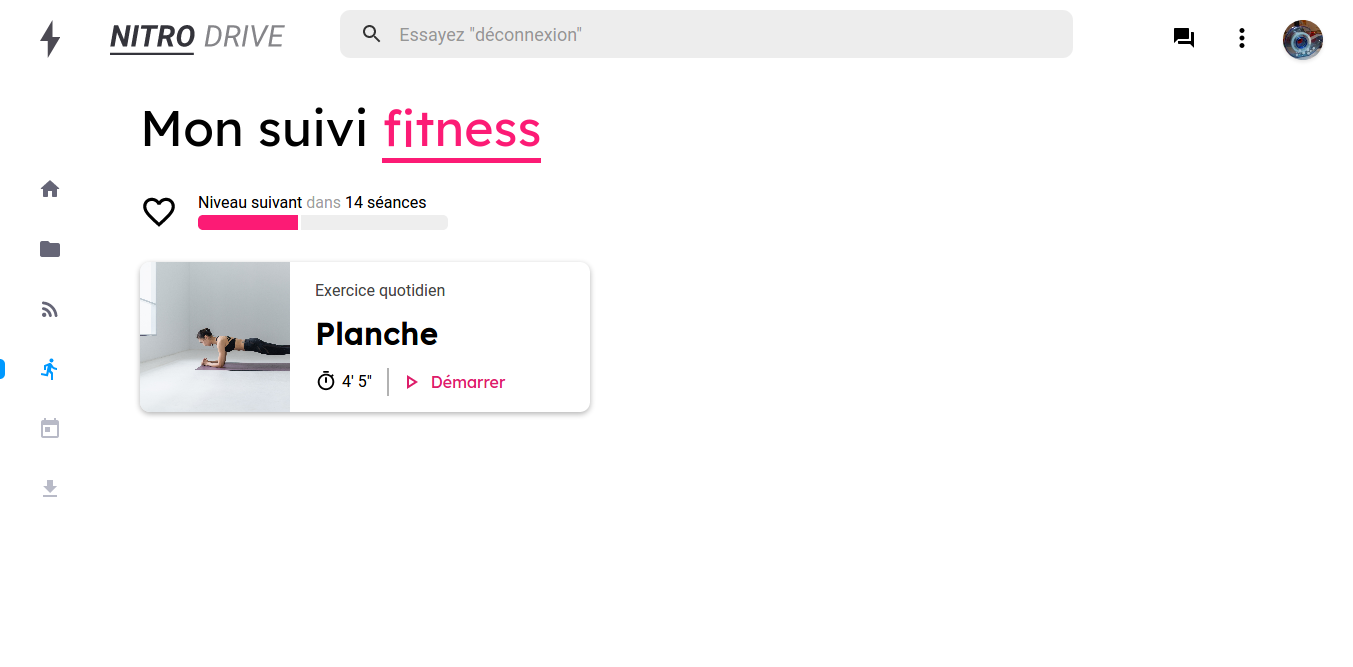 NITRO DRIVE
Essayez "déconnexion"
Mon suivi fitness
Niveau suivant dans 14 séances
Exercice quotidien
Planche
4' 5"
Démarrer